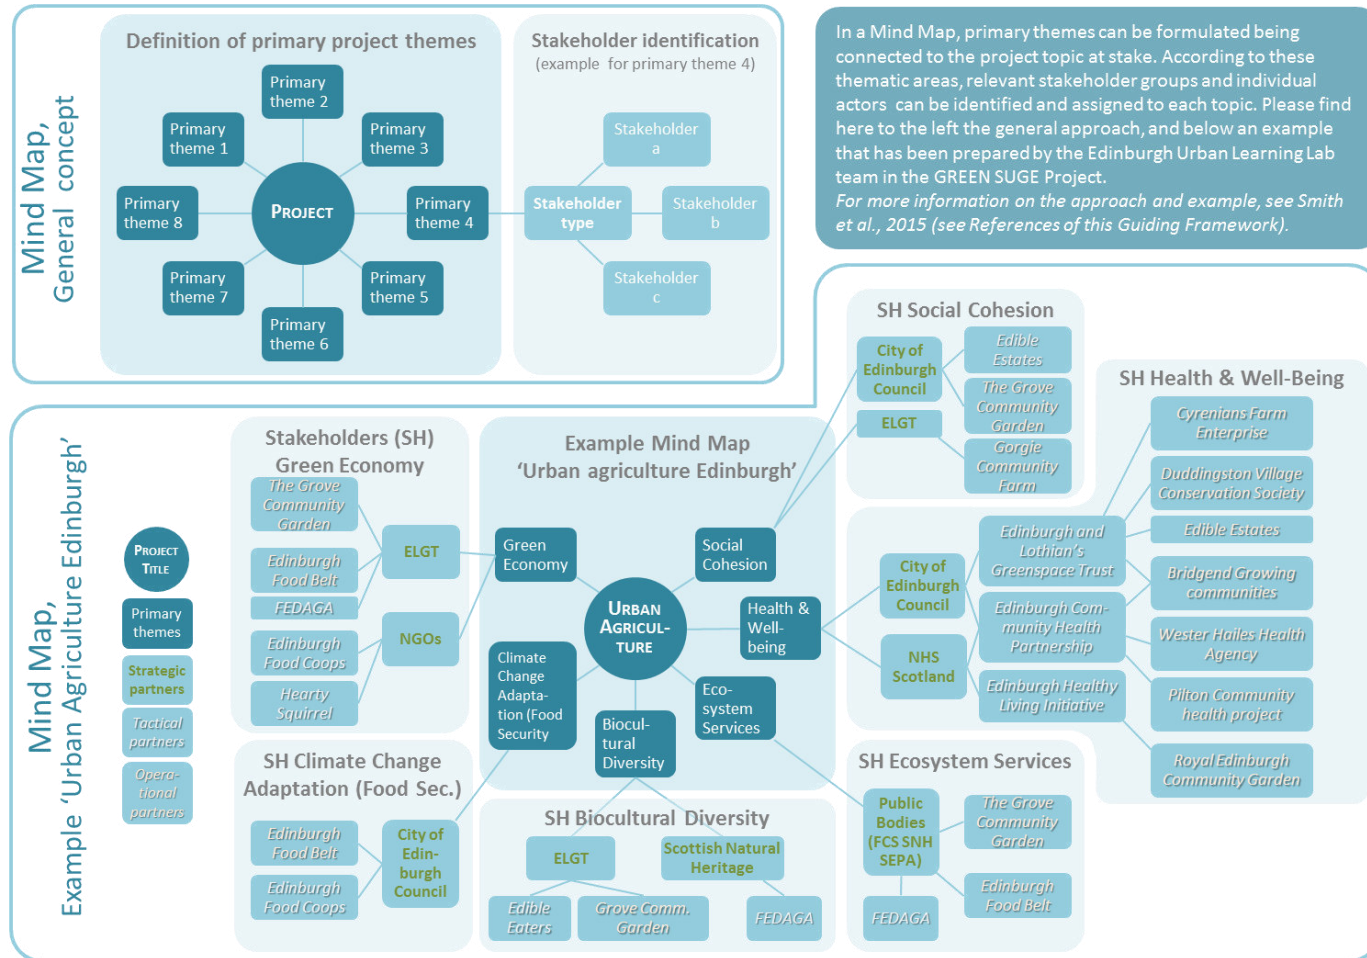 Mind Map,
General concept
Definition of primary project themes
Primary
theme 2
Primary
theme 1
Primary
theme 3
Primary
theme 8
PROJECT
Primary
theme 4
Primary
theme 7
Primary
theme 5
Primary
theme 6
Stakeholder identification
(example for primary theme 4)
Stakeholder
a
Stakeholder
type
Stakeholder
b
Stakeholder
c
In a Mind Map, primary themes can be formulated being
connected to the project topic at stake. According to these
thematic areas, relevant stakeholder groups and individual
actors can be identified and assigned to each topic. Please find
here to the left the general approach, and below an example
that has been prepared by the Edinburgh Urban Learning Lab
team in the GREEN SUGE Project.
For more information on the approach and example, see Smith
et al., 2015 (see References of this Guiding Framework).
Mind Map,
Example ‘Urban Agriculture Edinburgh’
PROJECT
TITLE
Primary
themes
Strategic
partners
Tactical
partners
Opera-
tional
partners
Stakeholders (SH)
Green Economy
The Grove
Community
Garden
Edinburgh
Food Belt
FEDAGA
Edinburgh
Food Coops
Hearty
Squirrel
ELGT
NGOs
Example Mind Map
‘Urban agriculture Edinburgh’
Green
Economy
Social
Cohesion
URBAN
AGRICUL-
TURE
Health &
Well-
being
Climate
Change
Adapta-
tion (Food
Security
Biocul-
tural
Diversity
Eco-
system
Services
SH Social Cohesion
City of
Edinburgh
Council
ELGT
Edible
Estates
The Grove
Community
Garden
Gorgie
Community
Farm
SH Health & Well-Being
City of
Edinburgh
Council
NHS
Scotland
Edinburgh and
Lothian’s
Greenspace Trust
Edinburgh Com-
munity Health
Partnership
Edinburgh Healthy
Living Initiative
Cyrenians Farm
Enterprise
Duddingston Village
Conservation Society
Edible Estates
Bridgend Growing
communities
Wester Hailes Health
Agency
Pilton Community
health project
Royal Edinburgh
Community Garden
SH Climate Change
Adaptation (Food Sec.)
Edinburgh
Food Belt
Edinburgh
Food Coops
City of
Edin-
burgh
Council
SH Biocultural Diversity
ELGT
Scottish Natural
Heritage
Edible
Eaters
Grove Comm.
Garden
FEDAGA
SH Ecosystem Services
Public
Bodies
(FCS SNH
SEPA)
The Grove
Community
Garden
FEDAGA
Edinburgh
Food Belt